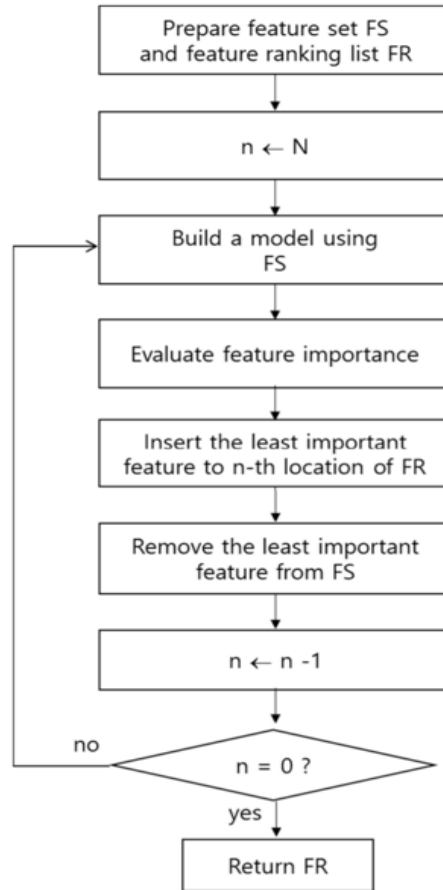 Prepare feature set FS
and feature ranking list FR
n ← N
Build a model using
FS
Evaluate feature importance
Insert the least important
feature to n-th location of FR
Remove the least important
feature from FS
n ← n -1
no
n = 0 ?
yes
Return FR